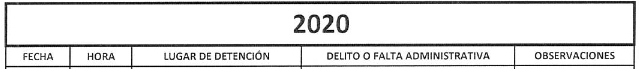 2020
FECHA HORA LUGAR DE DETENCIÓN DELITO O FALTA ADMINISTRATIVA OBSERVACIONES